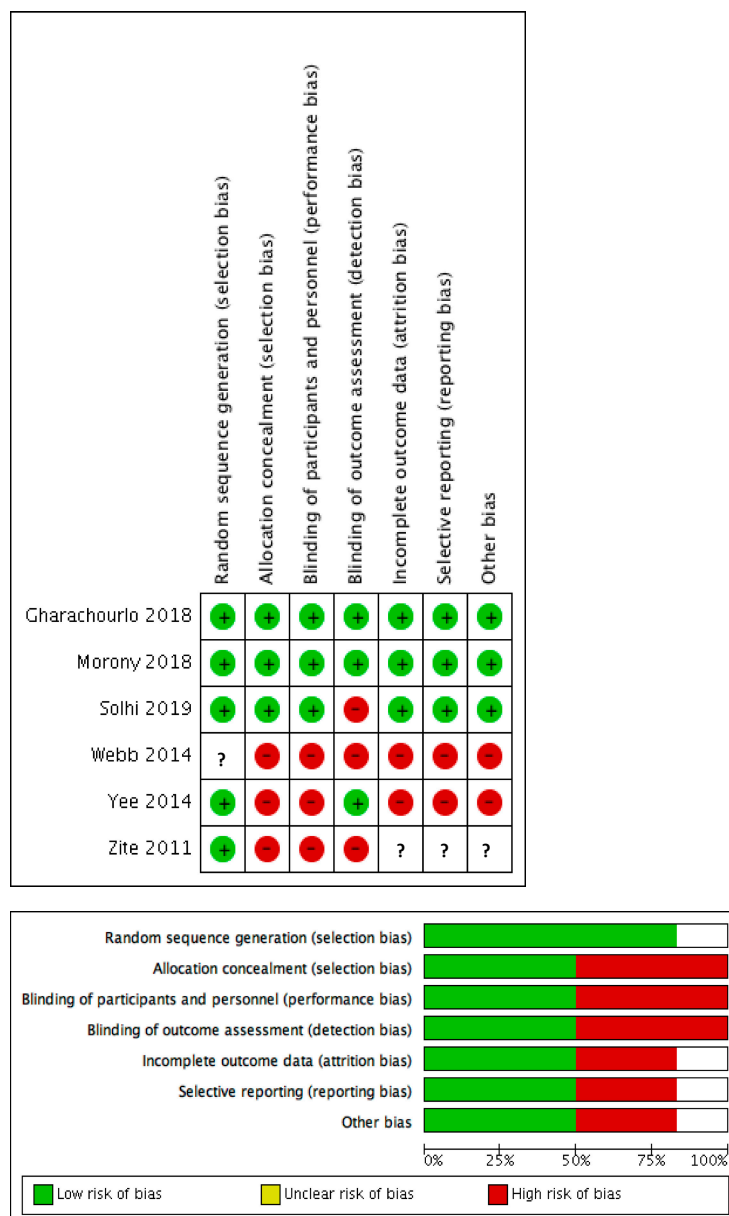 Random sequence generation (selection bias)
Allocation concealment (selection bias)
Blinding of participants and personnel (performance bias)
Blinding of outcome assessment (detection bias)
Incomplete outcome data (attrition bias)
Selective reporting (reporting bias)
Other bias
Gharachourlo 2018 + + + + + + +
Morony 2018 + + + + + + +
Solhi 2019 + + + - + + +
Webb 2014 ? - - - - - -
Yee 2014 + - - + - - -
Zite 2011 + - - - ? ? ?
Random sequence generation (selection bias)
Allocation concealment (selection bias)
Blinding of participants and personnel (performance bias)
Blinding of outcome assessment (detection bias)
Incomplete outcome data (attrition bias)
Selective reporting (reporting bias)
Other bias
0% 25% 50% 75% 100%
Low risk of bias Unclear risk of bias High risk of bias